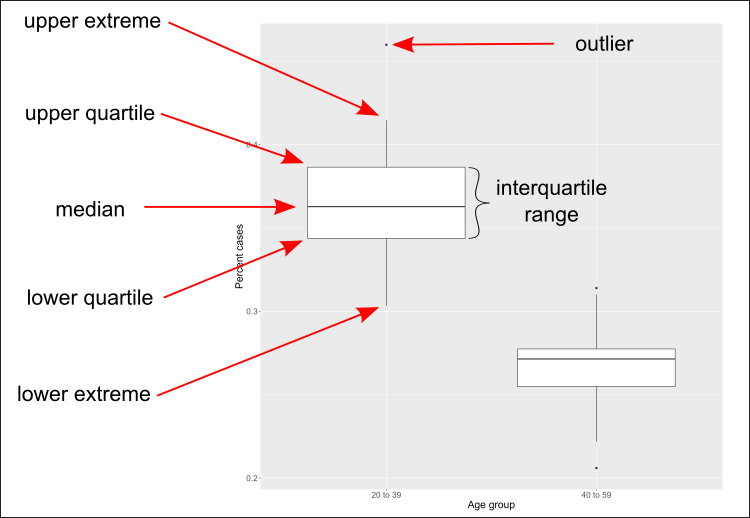 upper extreme
outlier
upper quartile
0.4
interquartile
range
median
Percent cases
lower quartile
0.3
lower extreme
0.2
20 to 39
40 to 59
Age group